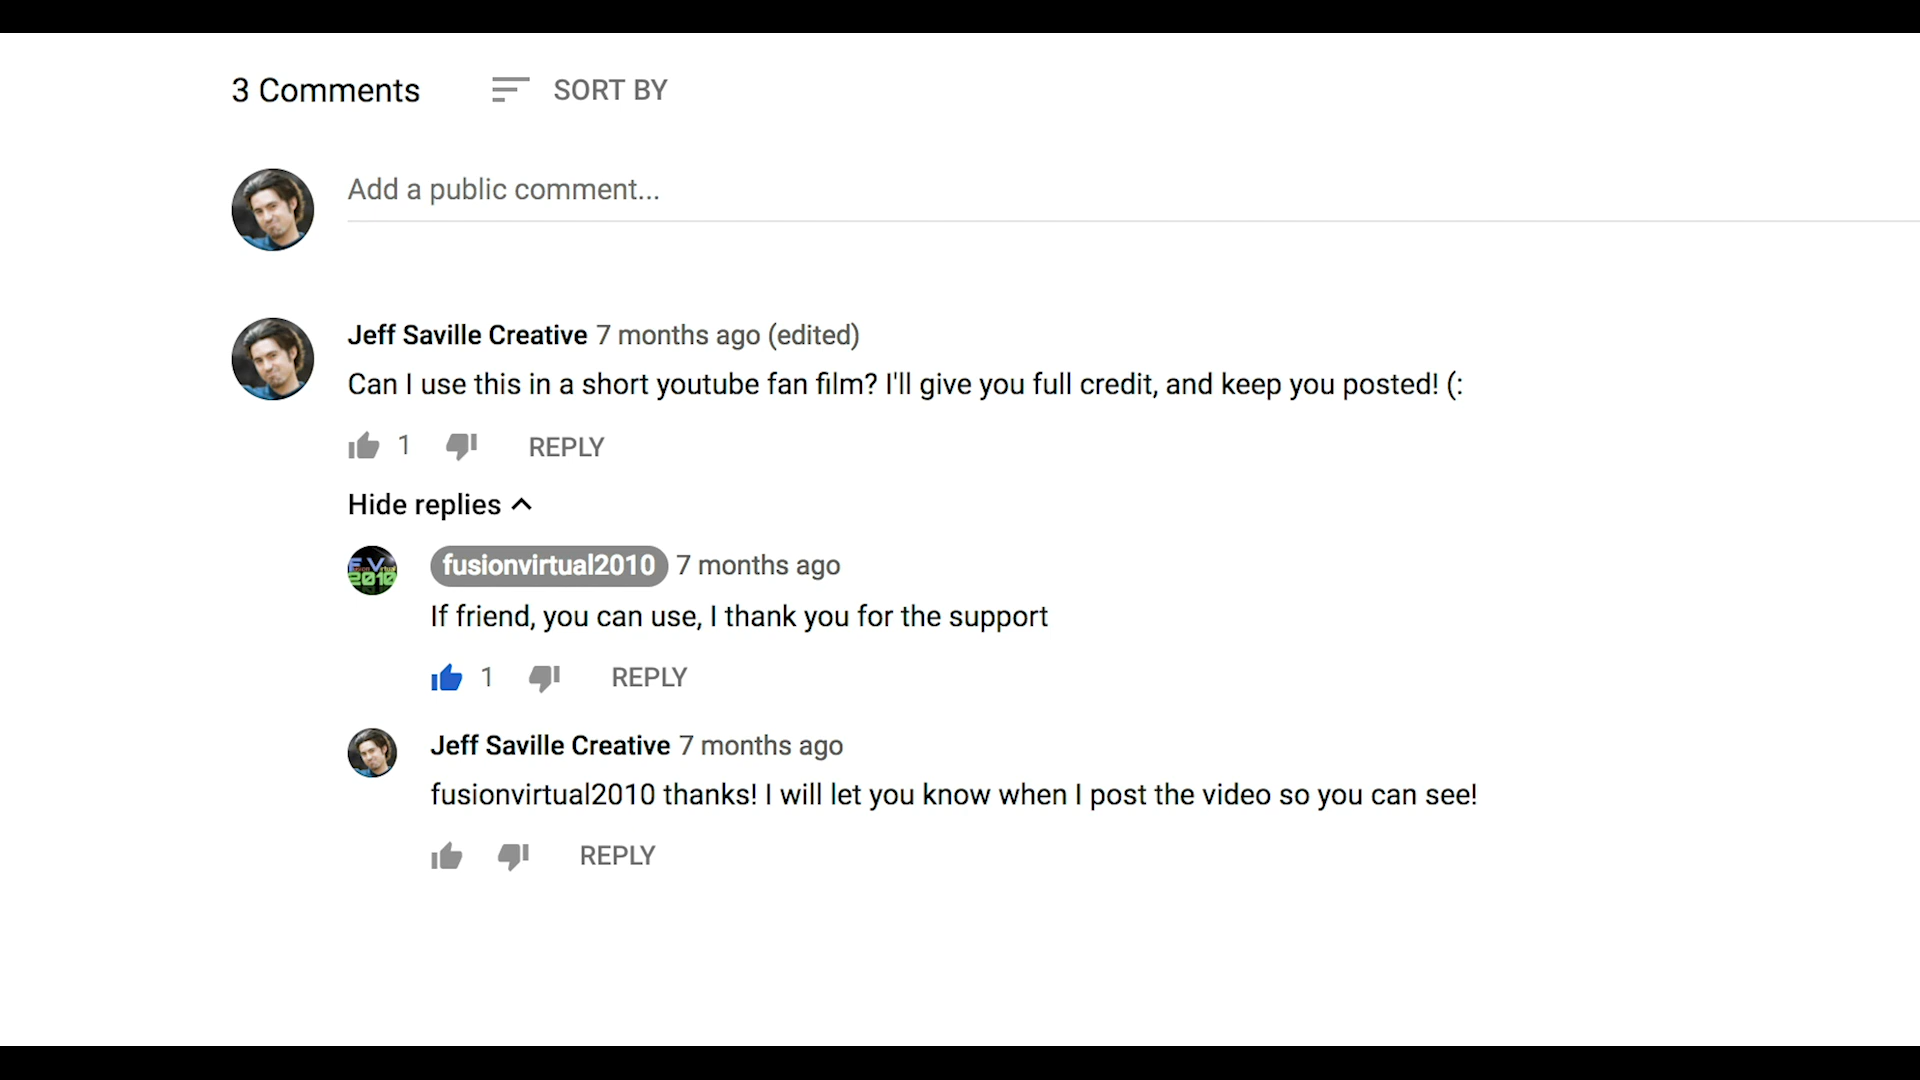 3 Comments SORT BY
Add a public comment...
Jeff Saville Creative 7 months ago (edited)
Can I use this in a short youtube fan film? I'll give you full credit, and keep you posted! (:
1 REPLY
Hide replies
fusionvirtual2010 7 months ago
If friend, you can use, I thank you for the support
1 REPLY
Jeff Saville Creative 7 months ago
fusionvirtual2010 thanks! I will let you know when I post the video so you can see!
REPLY